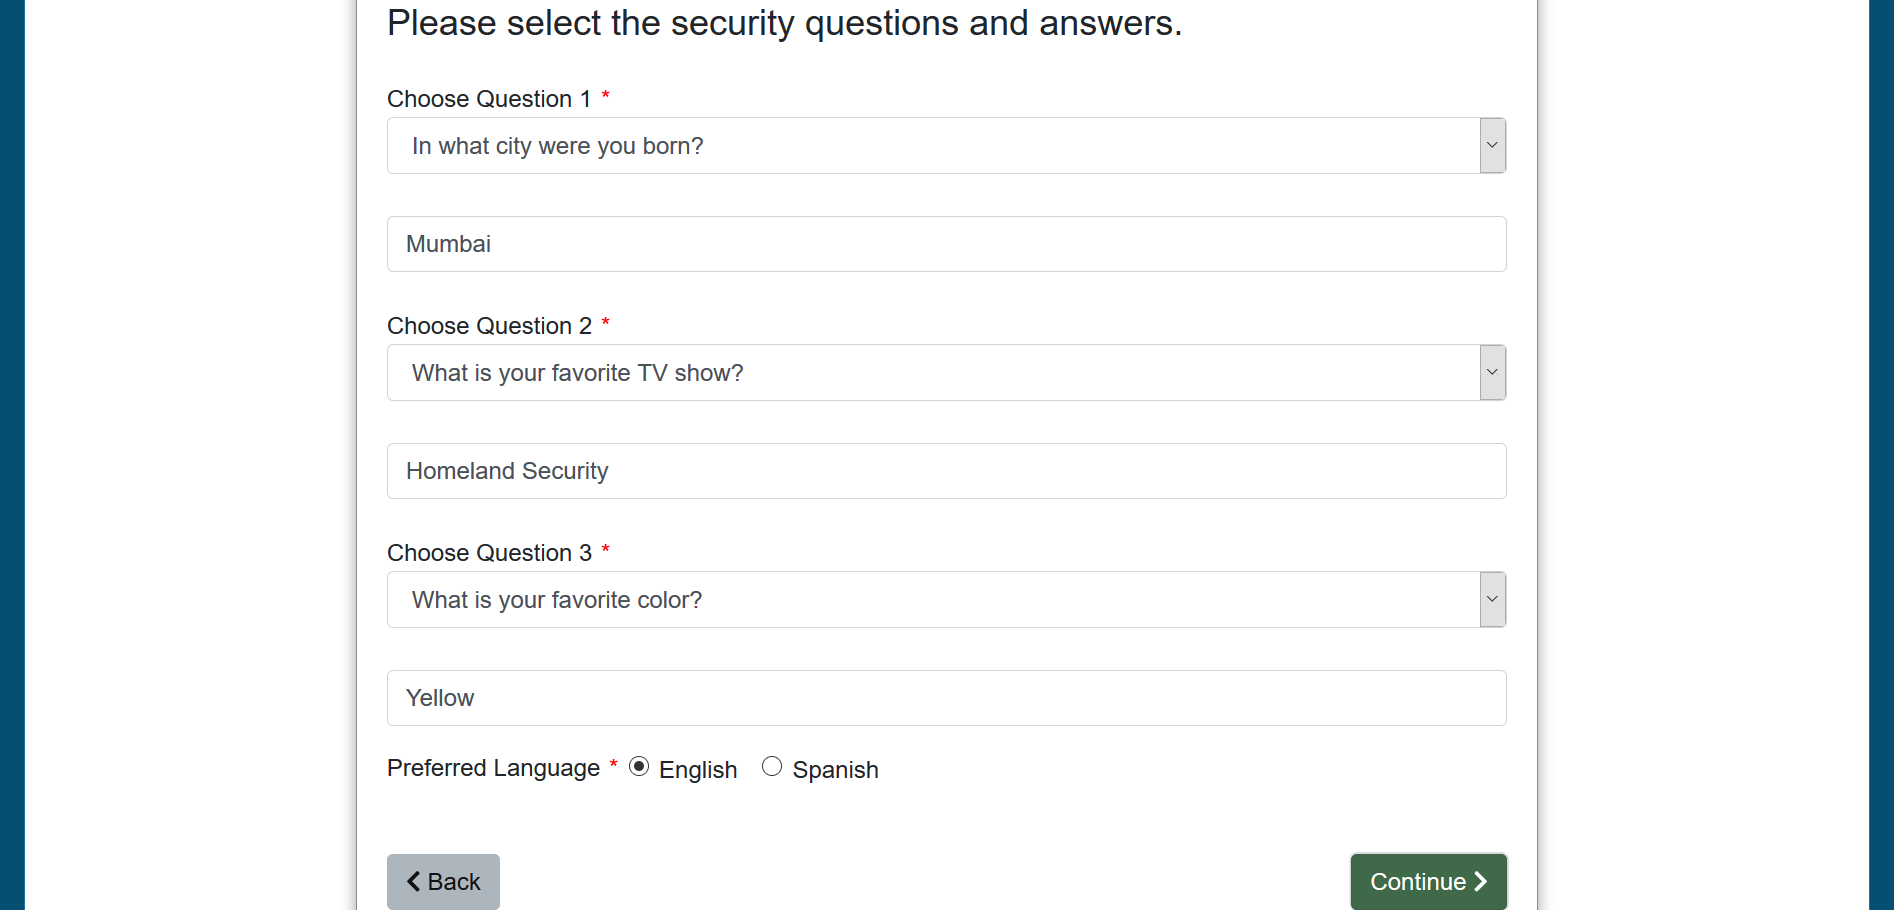 Please select the security questions and answers.
Choose Question 1 *
In what city were you born?
Mumbai
Choose Question 2 *
What is your favorite TV show?
Homeland Security
Choose Question 3 *
What is your favorite color?
Yellow
Preferred Language * English Spanish
Back Continue